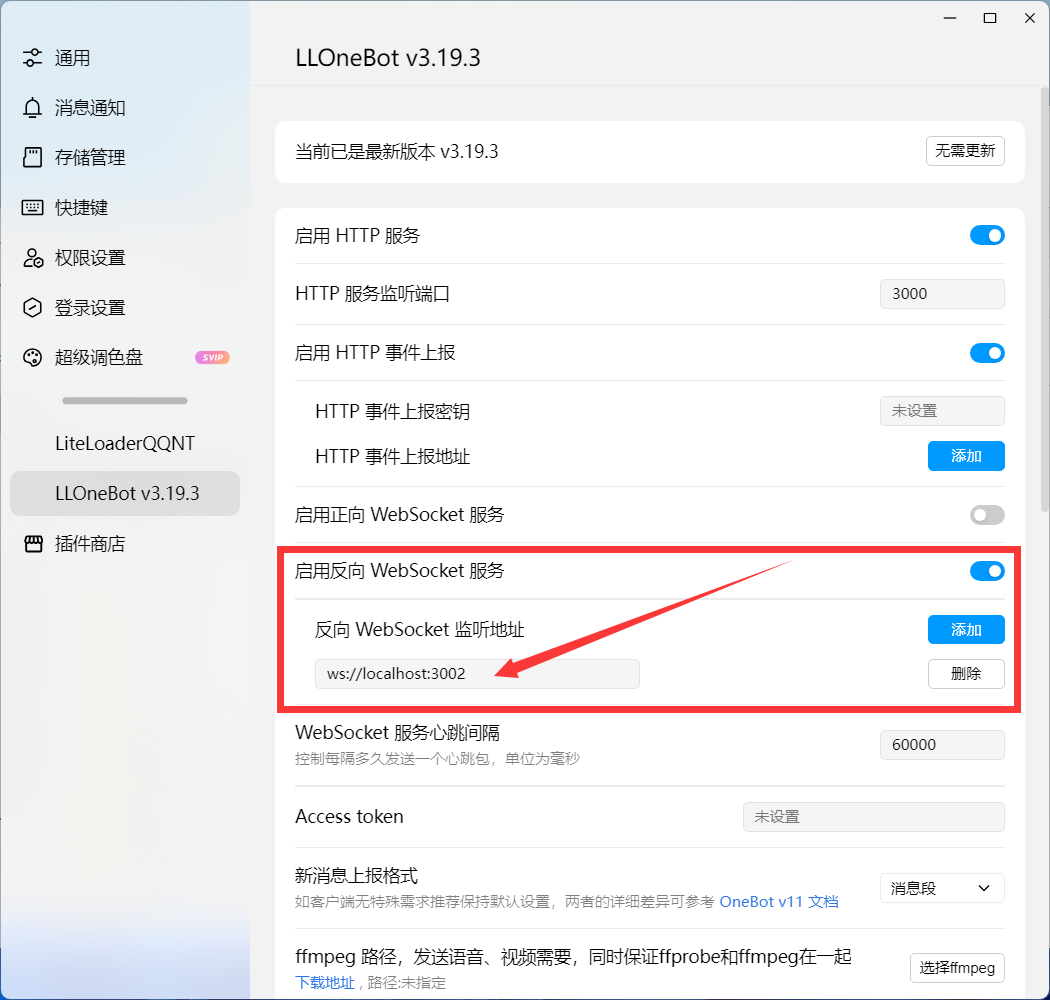 LLOneBot v3.19.3
通用
消息通知
存储管理
快捷键
权限设置
登录设置
超级调色盘 SVIP
LiteLoaderQQNT
LLOneBot v3.19.3
插件商店
当前已是最新版本 v3.19.3 无需更新
启用 HTTP 服务
HTTP 服务监听端口 3000
启用 HTTP 事件上报
HTTP 事件上报密钥 未设置
HTTP 事件上报地址 添加
启用正向 WebSocket 服务
启用反向 WebSocket 服务
反向 WebSocket 监听地址 添加
ws://localhost:3002 删除
WebSocket 服务心跳间隔 60000
控制每隔多久发送一个心跳包，单位为毫秒
Access token 未设置
新消息上报格式 消息段
如客户端无特殊需求推荐保持默认设置，两者的详细差异可参考 OneBot v11 文档
ffmpeg 路径，发送语音、视频需要，同时保证ffprobe和ffmpeg在一起 选择ffmpeg
下载地址 , 路径:未指定